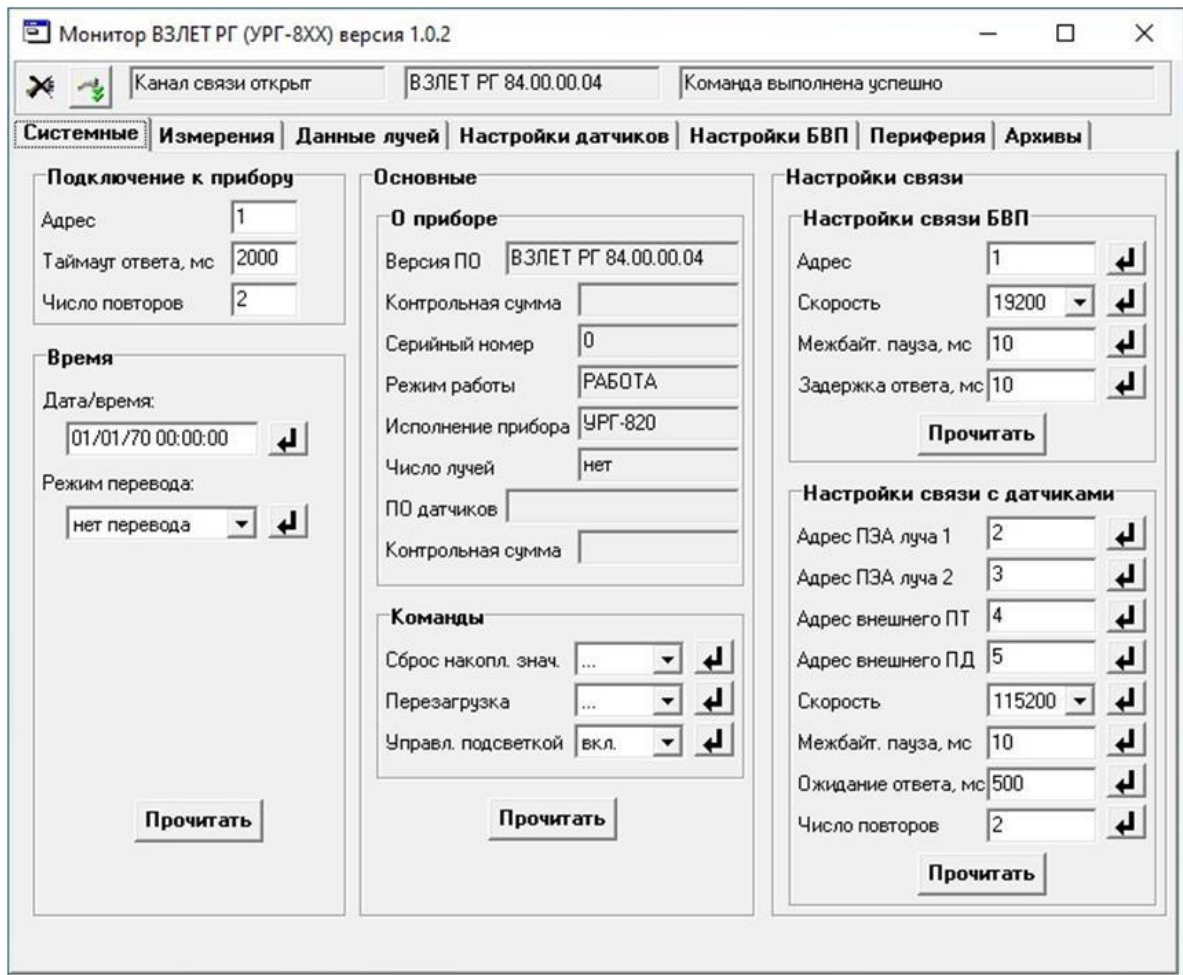 Монитор ВЗЛЕТ РГ (УРГ-8XX) версия 1.0.2
Канал связи открыт
ВЗЛЕТ РГ 84.00.00.04
Команда выполнена успешно
Системные Измерения Данные лучей Настройки датчиков Настройки БВП Периферия Архивы
Подключение к прибору
Адрес 1
Таймаут ответа, мс 2000
Число повторов 2
Время
Дата/время:
01/01/70 00:00:00
Режим перевода:
нет перевода
Прочитать
Основные
О приборе
Версия ПО ВЗЛЕТ РГ 84.00.00.04
Контрольная сумма
Серийный номер 0
Режим работы РАБОТА
Исполнение прибора УРГ-820
Число лучей нет
ПО датчиков
Контрольная сумма
Команды
Сброс накопл. знач. ...
Перезагрузка ...
Управл. подсветкой вкл.
Прочитать
Настройки связи
Настройки связи БВП
Адрес 1
Скорость 19200
Межбайт. пауза, мс 10
Задержка ответа, мс 10
Прочитать
Настройки связи с датчиками
Адрес ПЭА луча 1 2
Адрес ПЭА луча 2 3
Адрес внешнего ПТ 4
Адрес внешнего ПД 5
Скорость 115200
Межбайт. пауза, мс 10
Ожидание ответа, мс 500
Число повторов 2
Прочитать